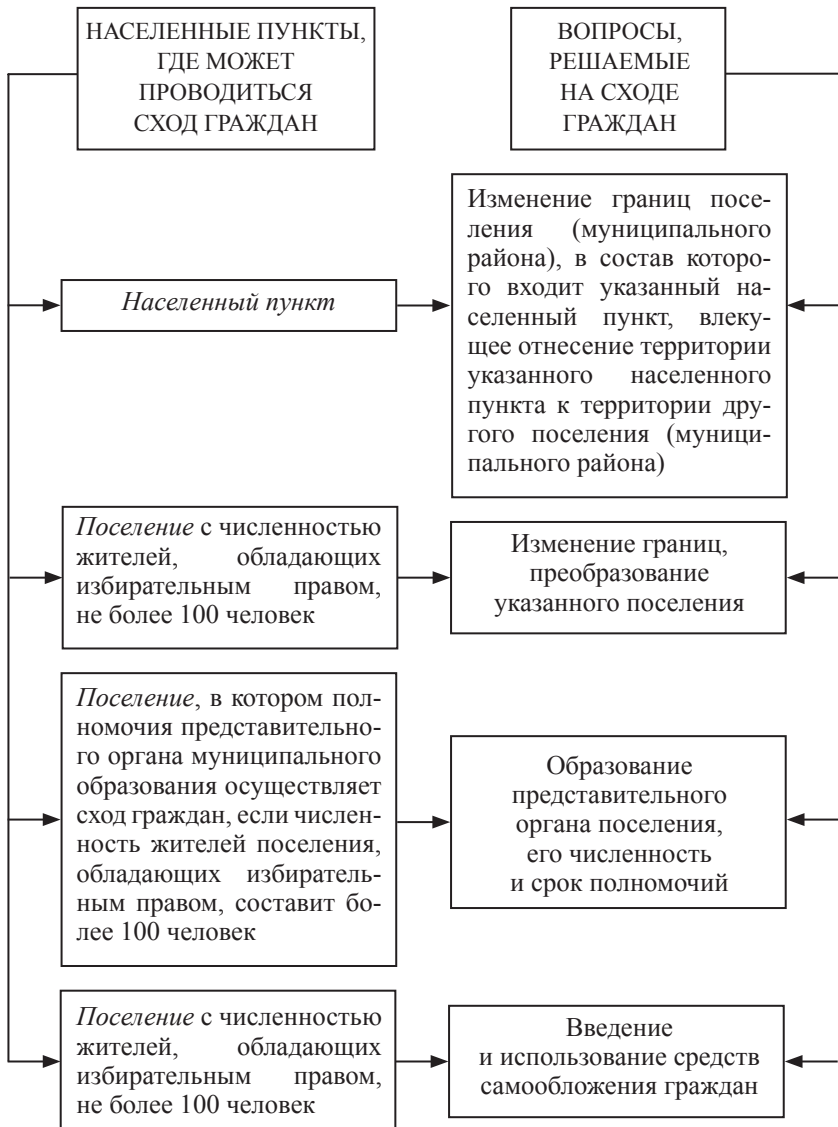 НАСЕЛЕННЫЕ ПУНКТЫ,
ГДЕ МОЖЕТ
ПРОВОДИТЬСЯ
СХОД ГРАЖДАН
ВОПРОСЫ,
РЕШАЕМЫЕ
НА СХОДЕ
ГРАЖДАН
Населенный пункт
Изменение границ посе-
ления (муниципального
района), в состав которо-
го входит указанный на-
селенный пункт, влеку-
щее отнесение территории
указанного населенного
пункта к территории дру-
гого поселения (муници-
пального района)
Поселение с численностью
жителей, обладающих
избирательным правом,
не более 100 человек
Изменение границ,
преобразование
указанного поселения
Поселение, в котором пол-
номочия представительно-
го органа муниципального
образования осуществляет
сход граждан, если числен-
ность жителей поселения,
обладающих избиратель-
ным правом, составит бо-
лее 100 человек
Образование
представительного
органа поселения,
его численность
и срок полномочий
Поселение с численностью
жителей, обладающих
избирательным правом,
не более 100 человек
Введение
и использование средств
самообложения граждан